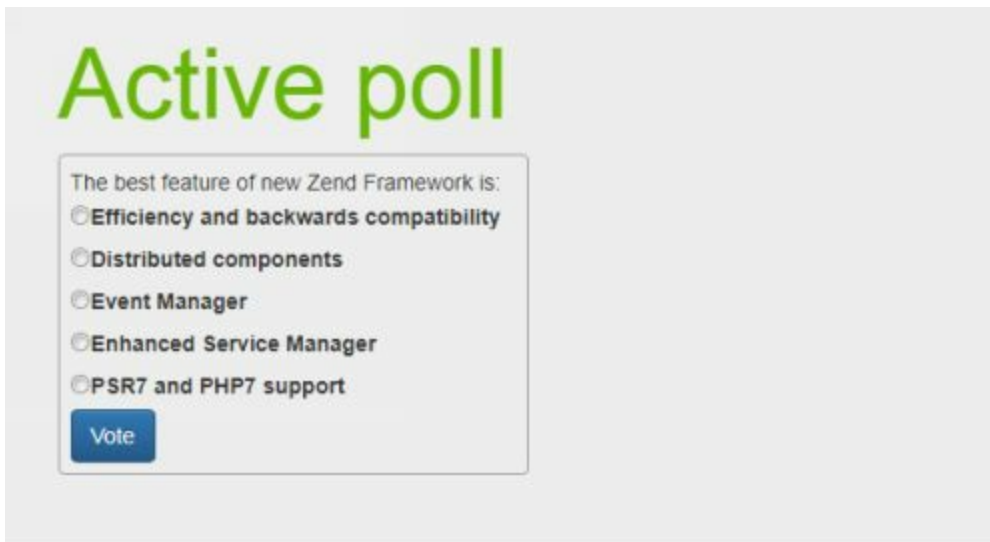 Active poll
The best feature of new Zend Framework is:
Efficiency and backwards compatibility
Distributed components
Event Manager
Enhanced Service Manager
PSR7 and PHP7 support
Vote